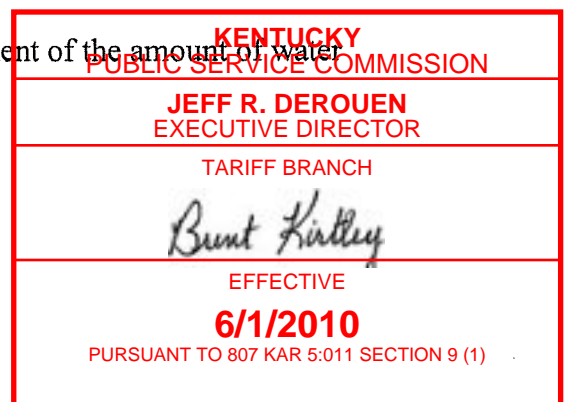 ent of the amount of water
KENTUCKY
PUBLIC SERVICE COMMISSION
JEFF R. DEROUEN
EXECUTIVE DIRECTOR
TARIFF BRANCH
Bunt Kirtley
EFFECTIVE
6/1/2010
PURSUANT TO 807 KAR 5:011 SECTION 9 (1)